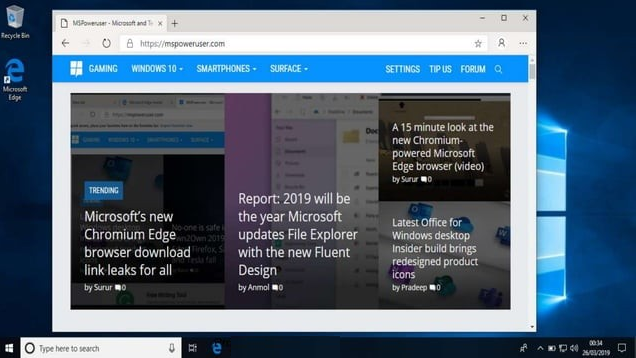 Recycle Bin
Microsoft
Edge
MSPoweruser - Microsoft and Te
https://mspoweruser.com
GAMING WINDOWS 10 SMARTPHONES SURFACE SETTINGS TIP US FORUM
TRENDING
Microsoft's new
Chromium Edge
browser download
link leaks for all
by Surur 0
Report: 2019 will be
the year Microsoft
updates File Explorer
with the new Fluent
Design
by Anmol 0
A 15 minute look at the
new Chromium-
powered Microsoft
Edge browser (video)
by Surur 0
Latest Office for
Windows desktop
Insider build brings
redesigned product
icons
by Pradeep 0
Type here to search
00:34
26/03/2019